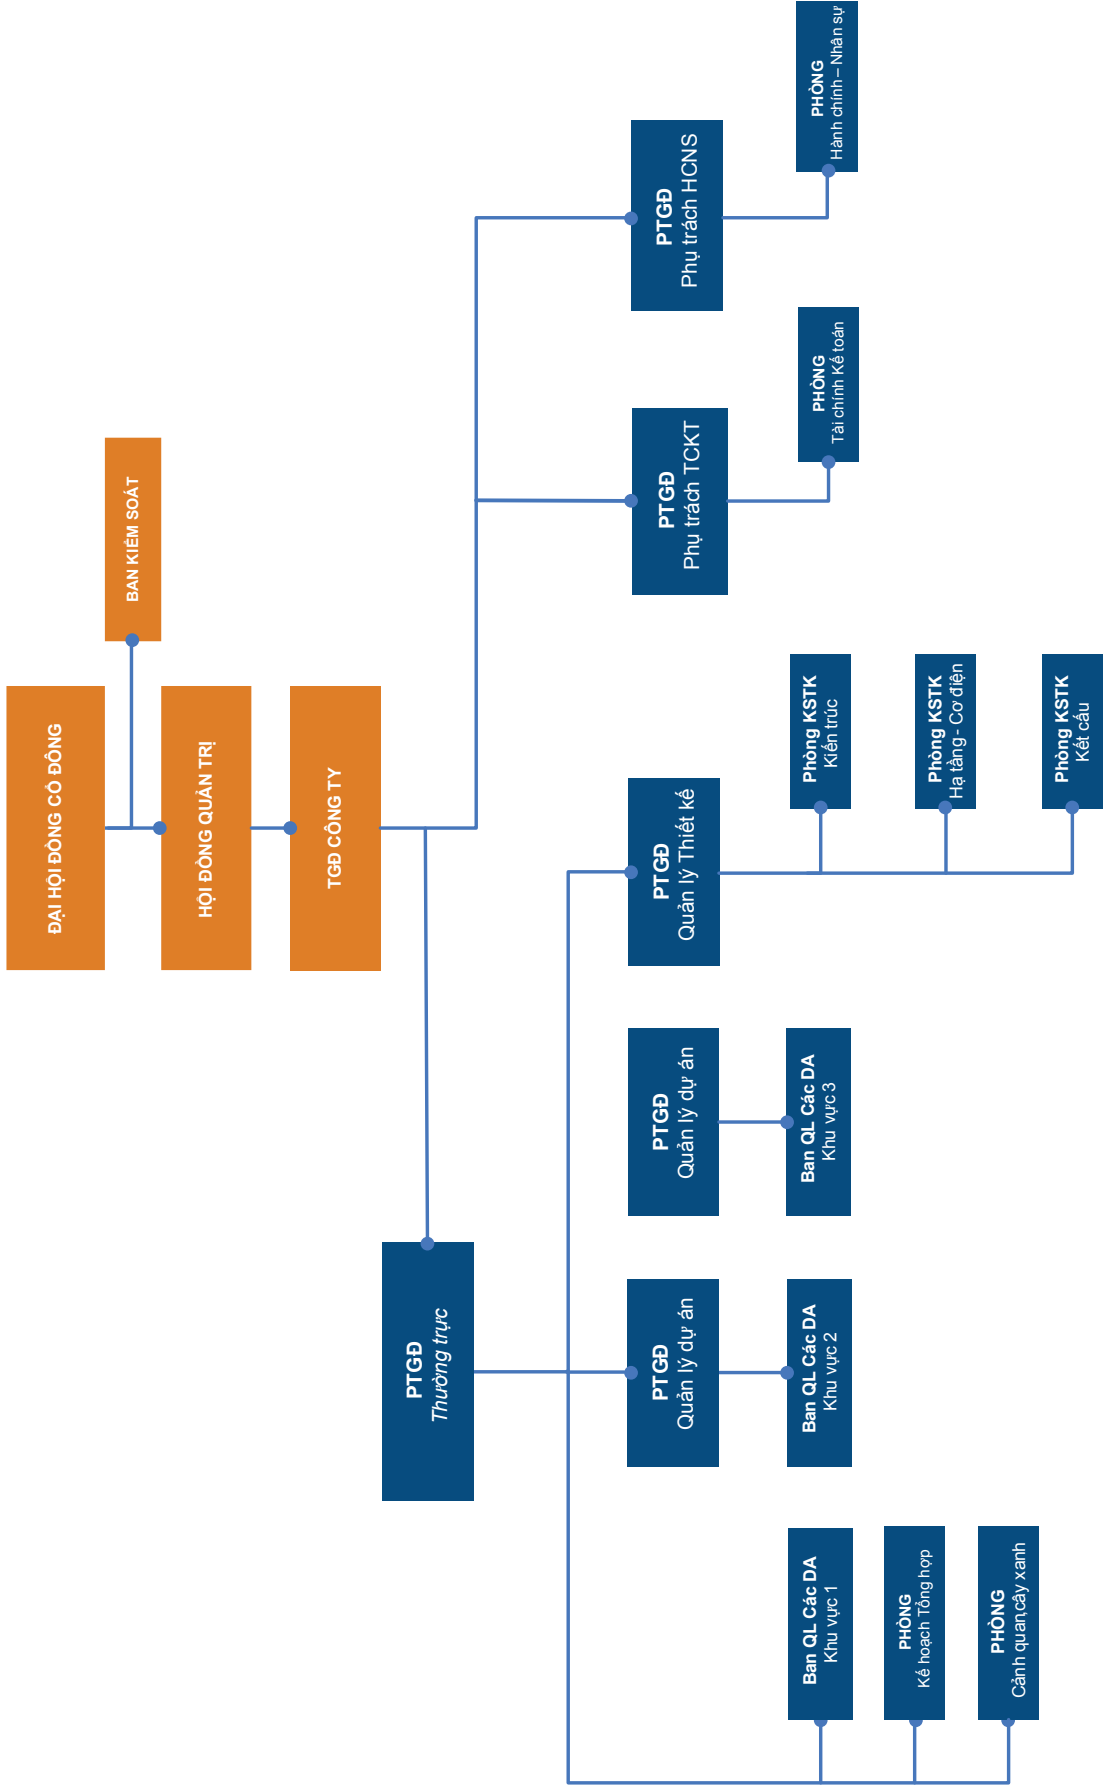 ĐẠI HỘI ĐỒNG CỔ ĐÔNG
BAN KIỂM SOÁT
HỘI ĐỒNG QUẢN TRỊ
TGĐ CÔNG TY
PTGĐ
Thường trực
PTGĐ
Quản lý dự án
PTGĐ
Quản lý dự án
PTGĐ
Quản lý Thiết kế
PTGĐ
Phụ trách TCKT
PTGĐ
Phụ trách HCNS
Ban QL Các DA
Khu vực 1
Ban QL Các DA
Khu vực 2
Ban QL Các DA
Khu vực 3
Phòng KSTK
Kiến trúc
PHÒNG
Tài chính Kế toán
PHÒNG
Hành chính – Nhân sự
PHÒNG
Kế hoạch Tổng hợp
Phòng KSTK
Hạ tầng - Cơ điện
PHÒNG
Cảnh quan,cây xanh
Phòng KSTK
Kết cấu